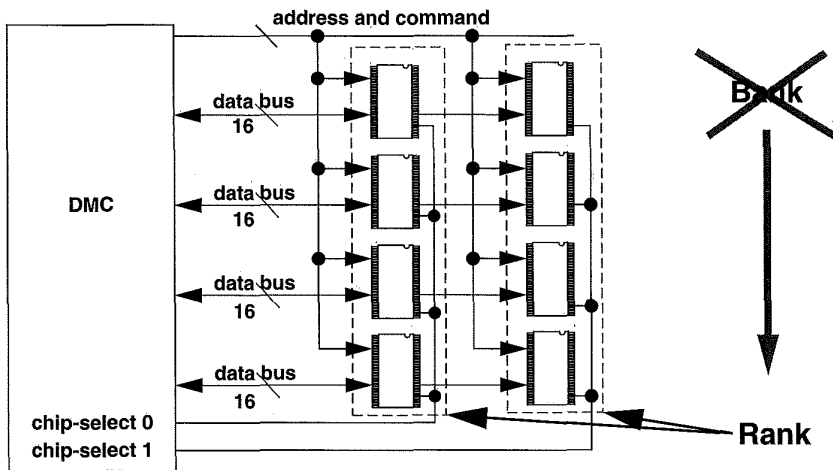 address and command
Bank
data bus
16
data bus
16
DMC
data bus
16
data bus
16
chip-select 0
chip-select 1
Rank